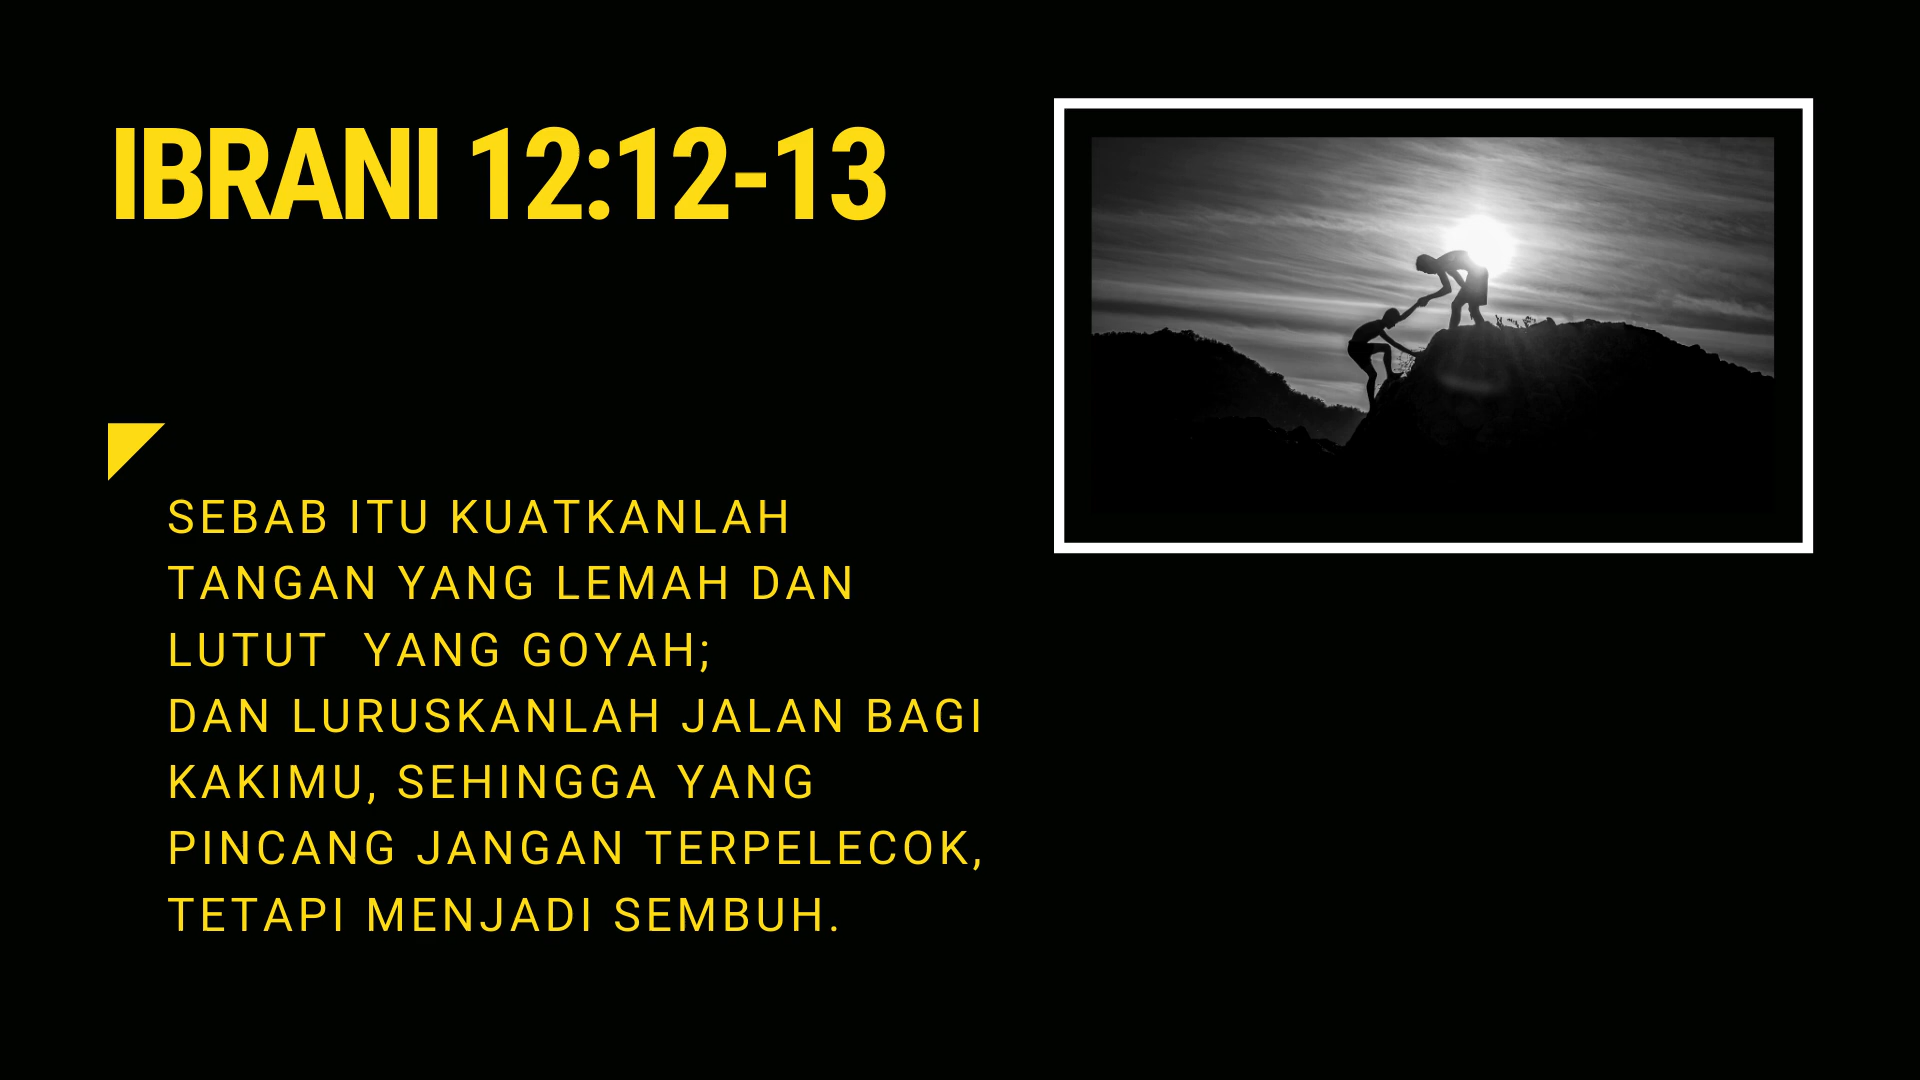 IBRANI 12:12-13
SEBAB ITU KUATKANLAH
TANGAN YANG LEMAH DAN
LUTUT  YANG GOYAH;
DAN LURUSKANLAH JALAN BAGI
KAKIMU, SEHINGGA YANG
PINCANG JANGAN TERPELECOK,
TETAPI MENJADI SEMBUH.